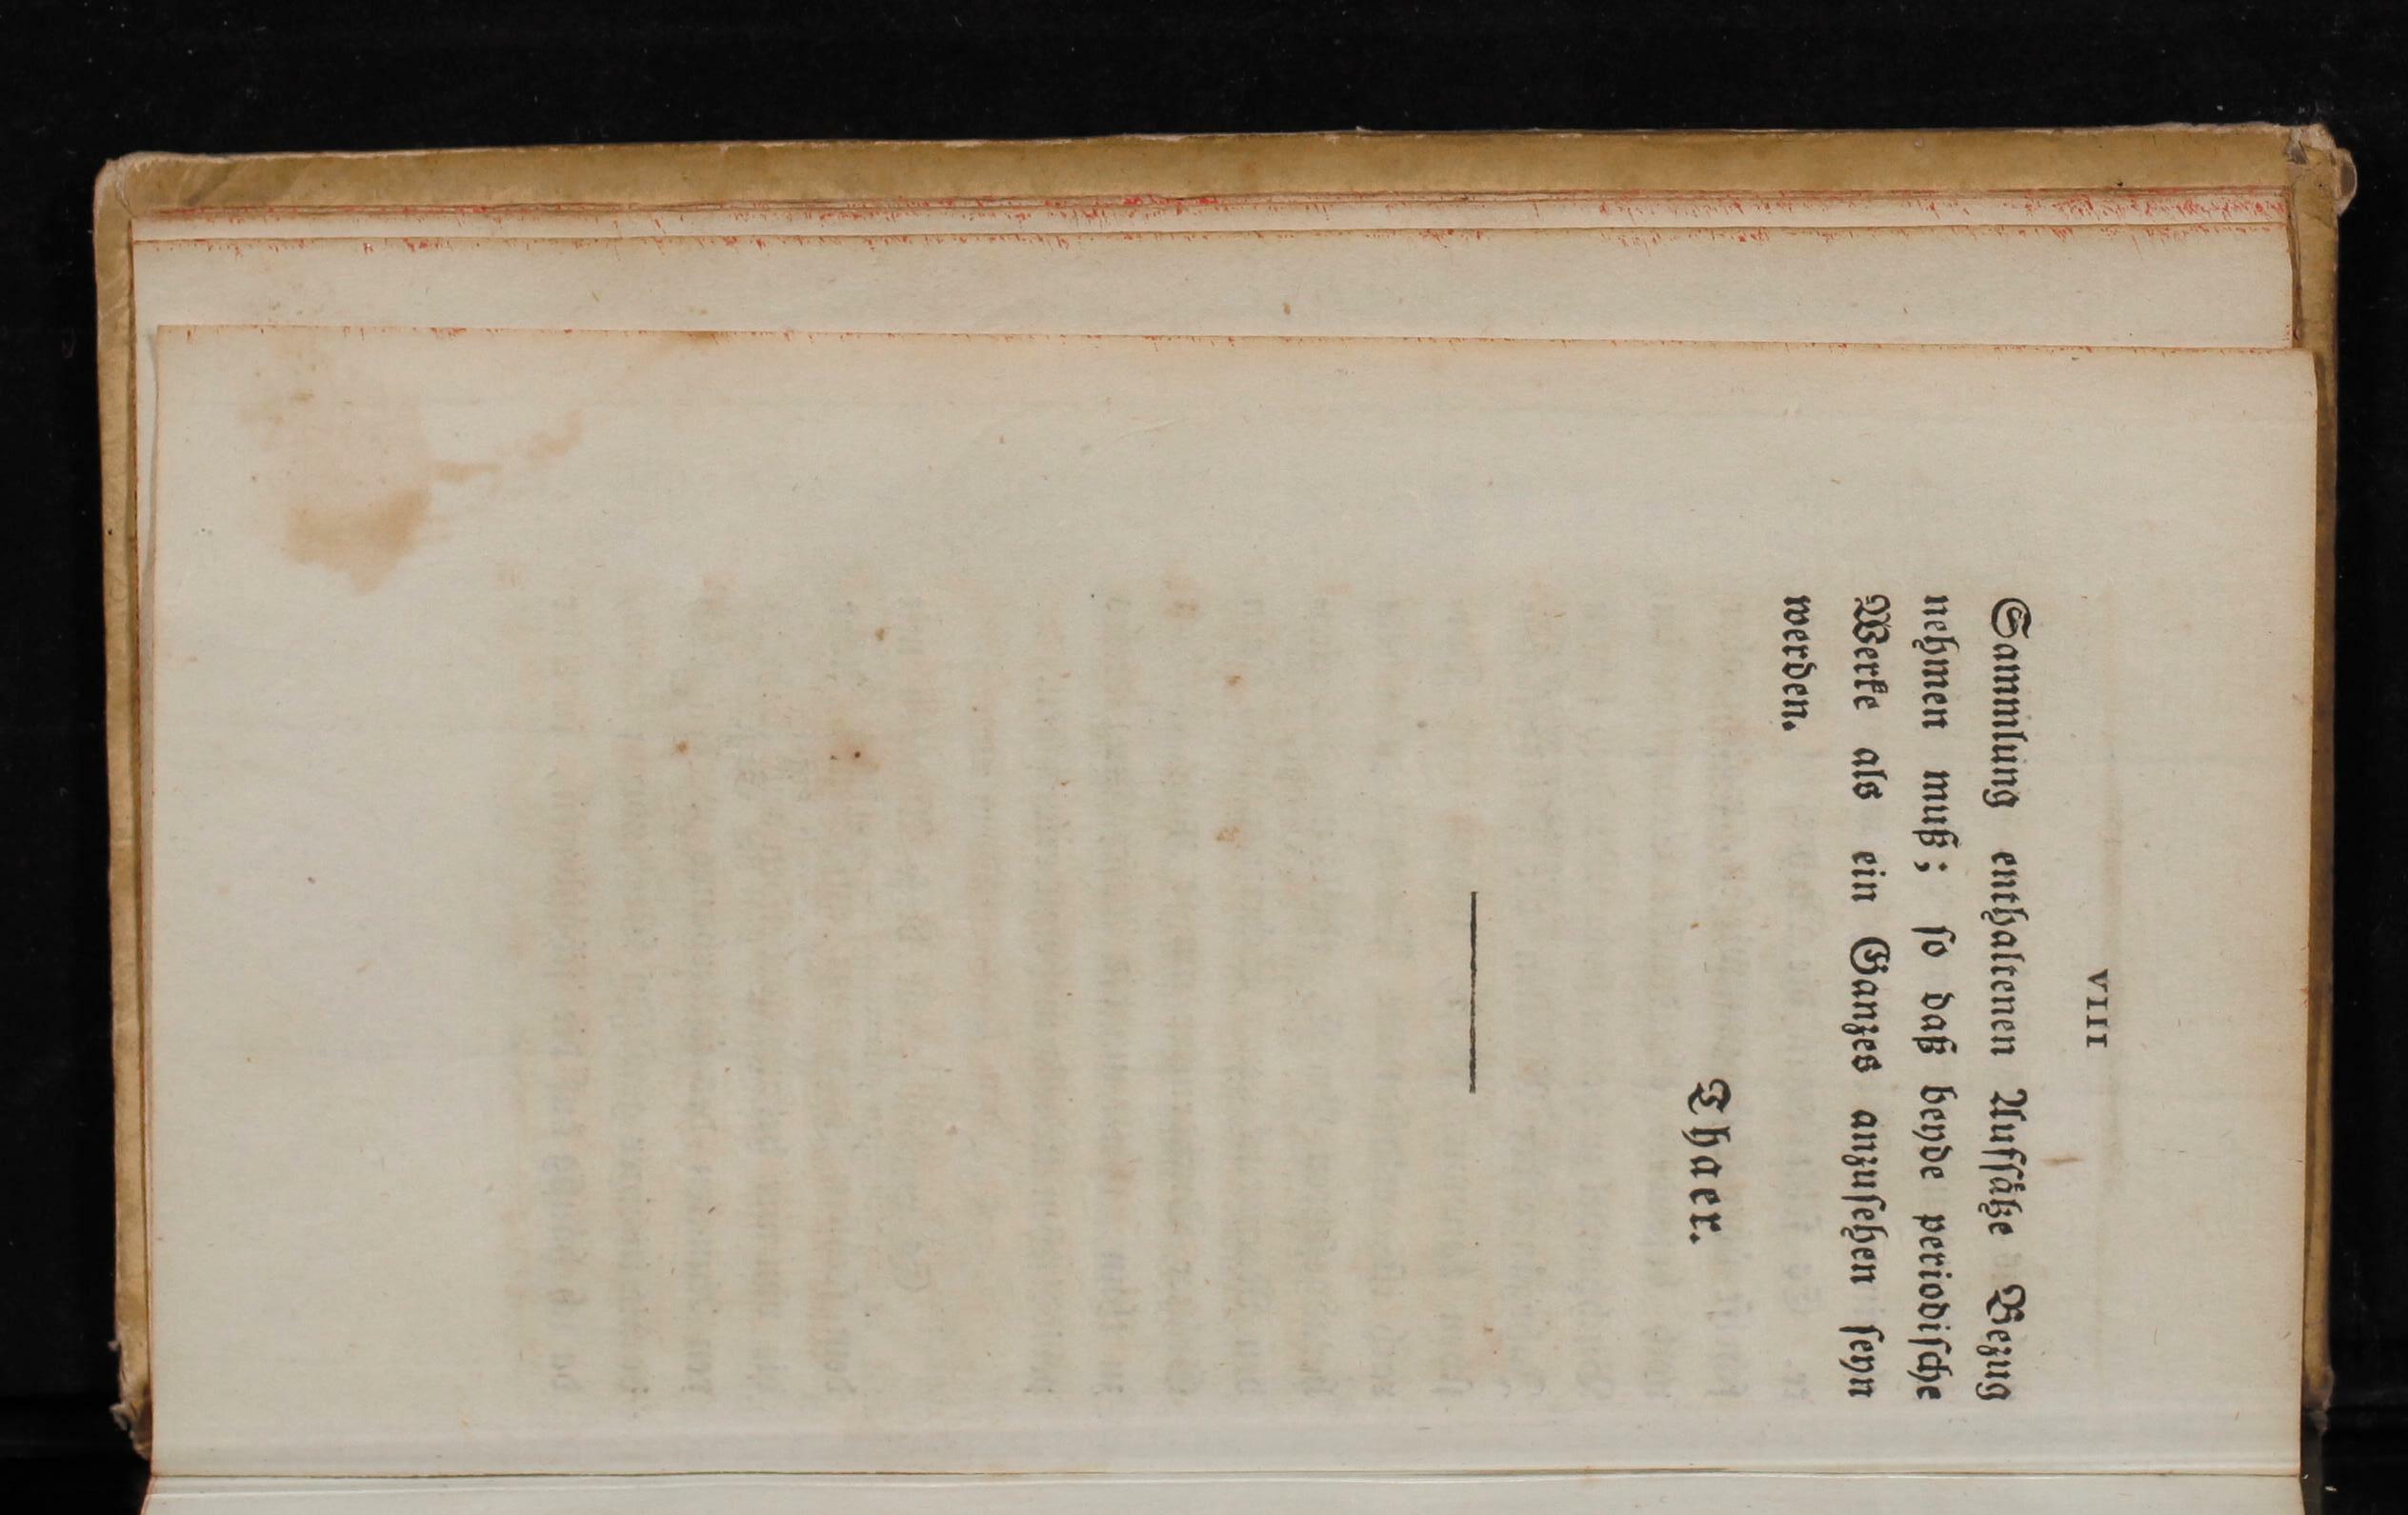 VIII
Sammlung enthaltenen Aufſätze Bezug
nehmen muß; ſo daß beyde periodiſche
Werke als ein Ganzes anzuſehen ſeyn
werden.
Thaer.